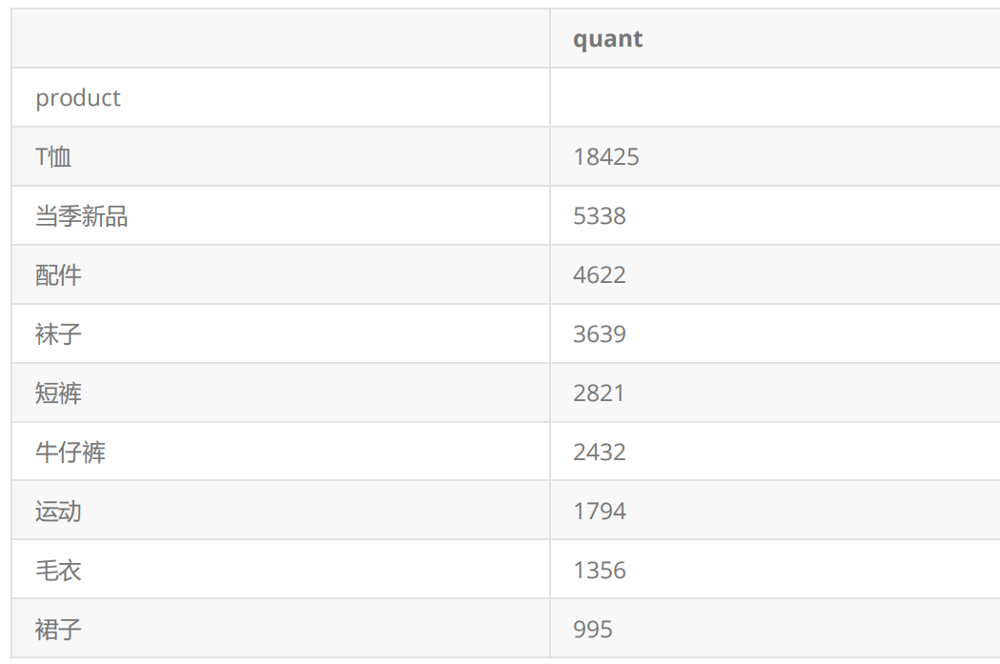 quant
product
T恤 18425
当季新品 5338
配件 4622
袜子 3639
短裤 2821
牛仔裤 2432
运动 1794
毛衣 1356
裙子 995